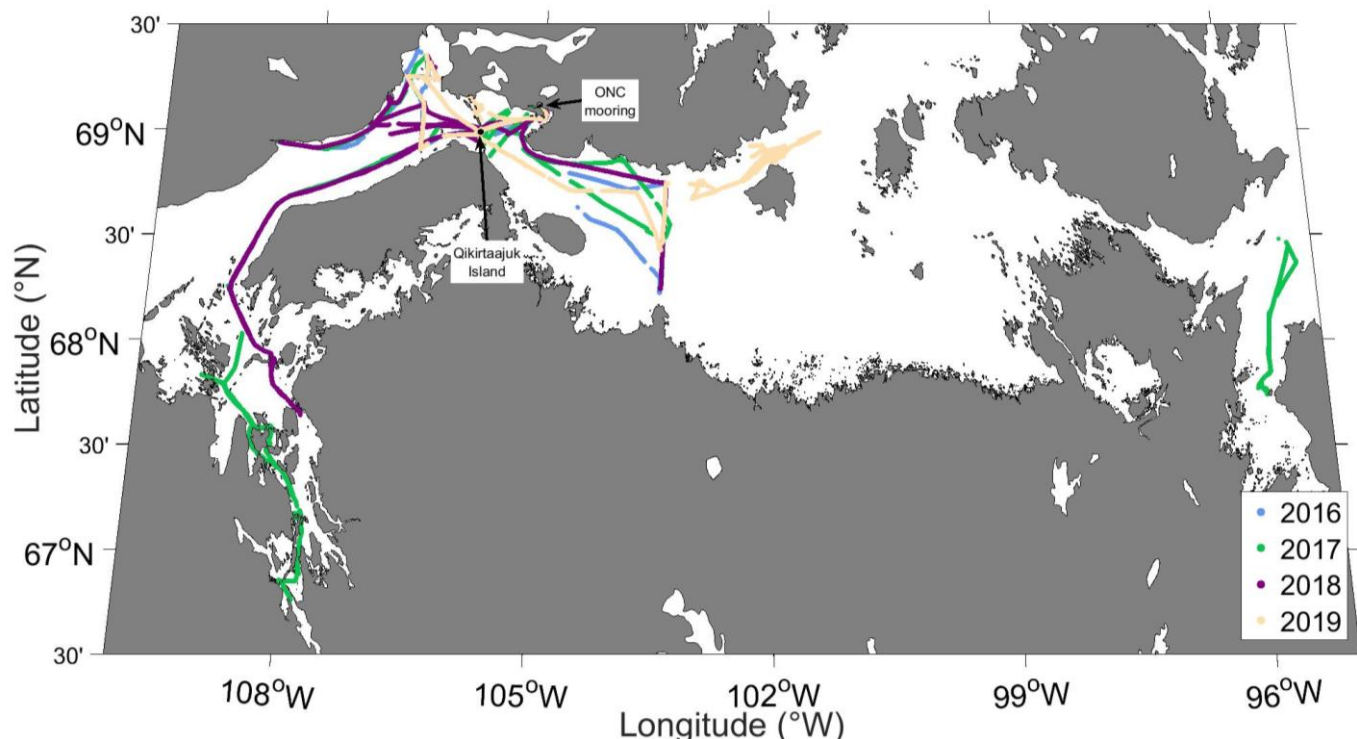 30'
ONC
mooring
69°N
30'
Qikirtaajuk
Island
Latitude (°N)
68°N
30'
2016
2017
2018
2019
67°N
30'
108°W
105°W
102°W
99°W
96°W
Longitude (°W)